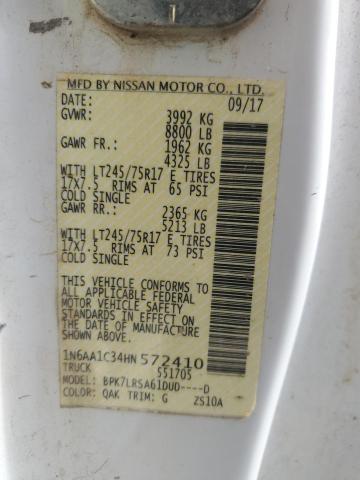 MFD BY NISSAN MOTOR CO., LTD.
DATE: 09/17
GVWR: 3992 KG
8800 LB
GAWR FR.: 1962 KG
4325 LB
WITH LT245/75R17 E TIRES
17X7.5 RIMS AT 65 PSI
COLD SINGLE
GAWR RR.: 2365 KG
5213 LB
WITH LT245/75R17 E TIRES
17X7.5 RIMS AT 73 PSI
COLD SINGLE
THIS VEHICLE CONFORMS TO
ALL APPLICABLE FEDERAL
MOTOR VEHICLE SAFETY
STANDARDS IN EFFECT ON
THE DATE OF MANUFACTURE
SHOWN ABOVE.
1N6AA1C34HN572410
TRUCK 551705
MODEL: BPK7LRSA61DUD----D
COLOR: QAK TRIM: G ZS10A